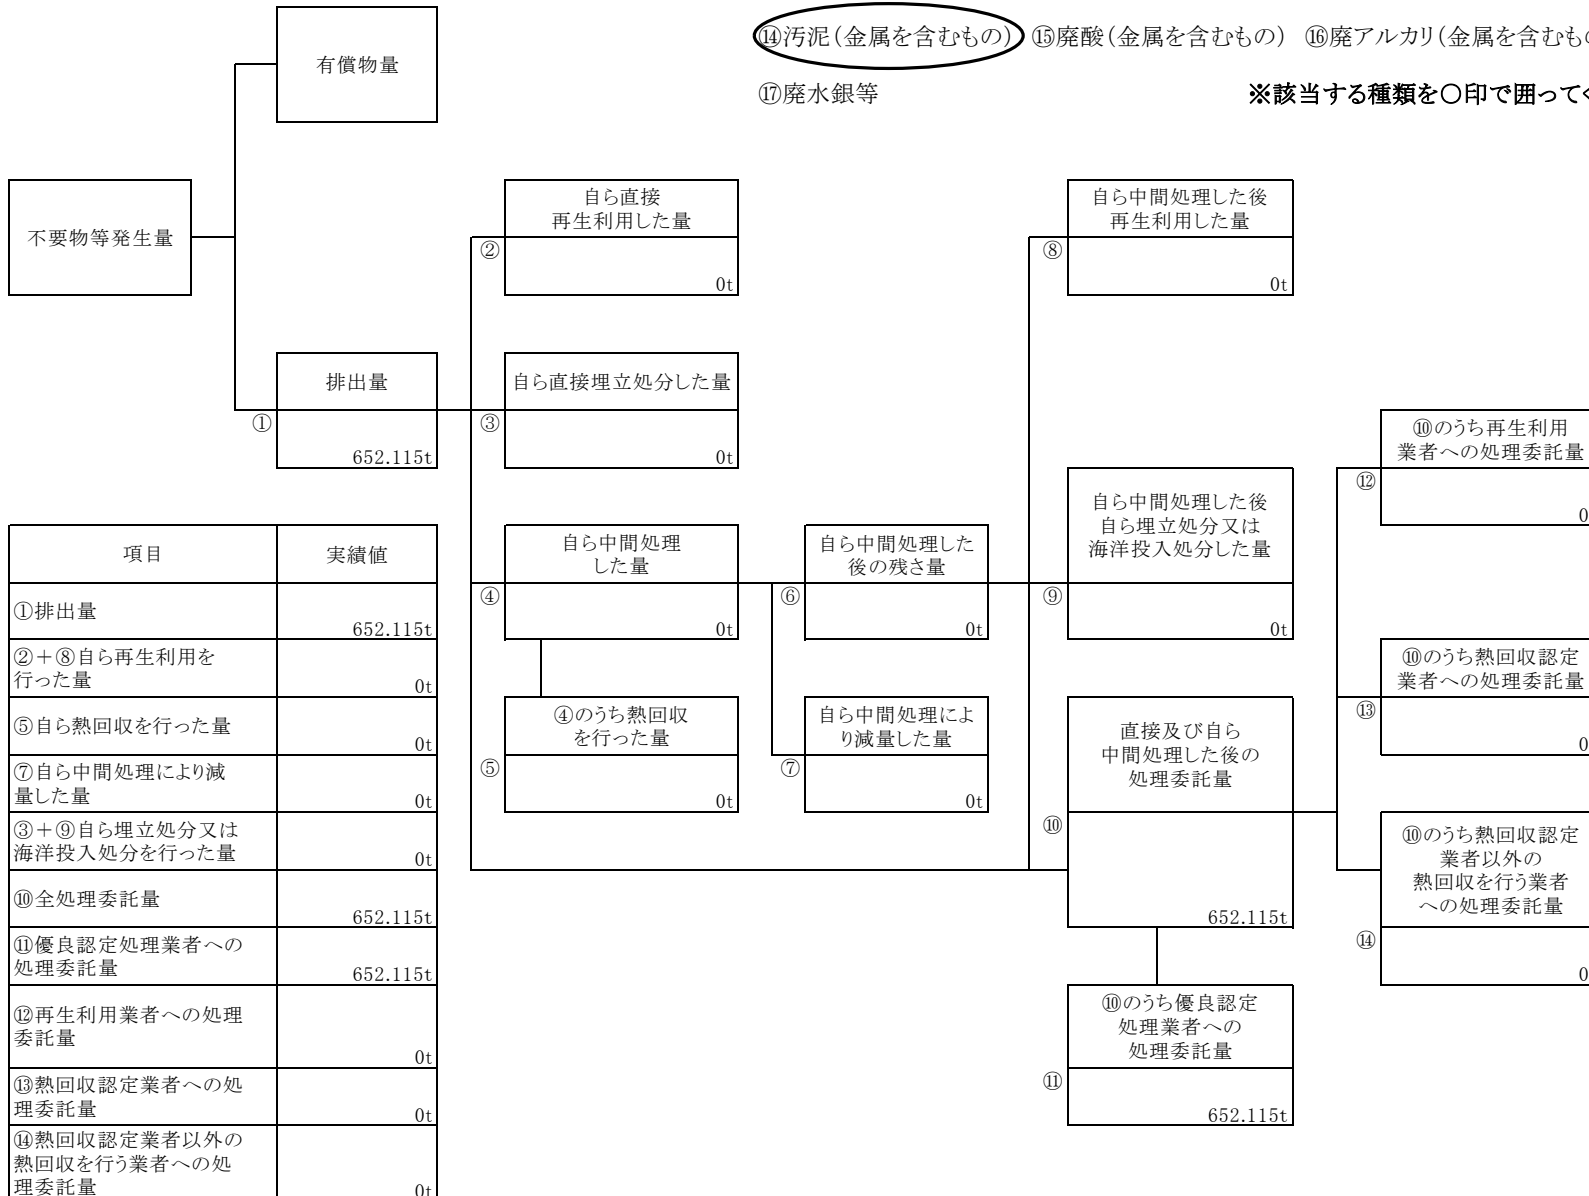 ⑭汚泥(金属を含むもの) ⑮廃酸(金属を含むもの) ⑯廃アルカリ(金属を含むも
有償物量
⑰廃水銀等 ※該当する種類を○印で囲って
不要物等発生量
自ら直接
再生利用した量
②
0t
自ら中間処理した後
再生利用した量
⑧
0t
排出量
①
652.115t
自ら直接埋立処分した量
③
0t
⑩のうち再生利用
業者への処理委託量
⑫
0
自ら中間処理
した量
④
0t
自ら中間処理した
後の残さ量
⑥
0t
自ら中間処理した後
自ら埋立処分又は
海洋投入処分した量
⑨
0t
⑩のうち熱回収認定
業者への処理委託量
⑬
0
④のうち熱回収
を行った量
⑤
0t
自ら中間処理によ
り減量した量
⑦
0t
直接及び自ら
中間処理した後の
処理委託量
⑩
652.115t
⑩のうち熱回収認定
業者以外の
熱回収を行う業者
への処理委託量
⑭
0
⑩のうち優良認定
処理業者への
処理委託量
⑪
652.115t
項目 実績値
①排出量
652.115t
②+⑧自ら再生利用を
行った量
0t
⑤自ら熱回収を行った量
0t
⑦自ら中間処理により減
量した量
0t
③+⑨自ら埋立処分又は
海洋投入処分を行った量
0t
⑩全処理委託量
652.115t
⑪優良認定処理業者への
処理委託量
652.115t
⑫再生利用業者への処理
委託量
0t
⑬熱回収認定業者への処
理委託量
0t
⑭熱回収認定業者以外の
熱回収を行う業者への処
理委託量
0t